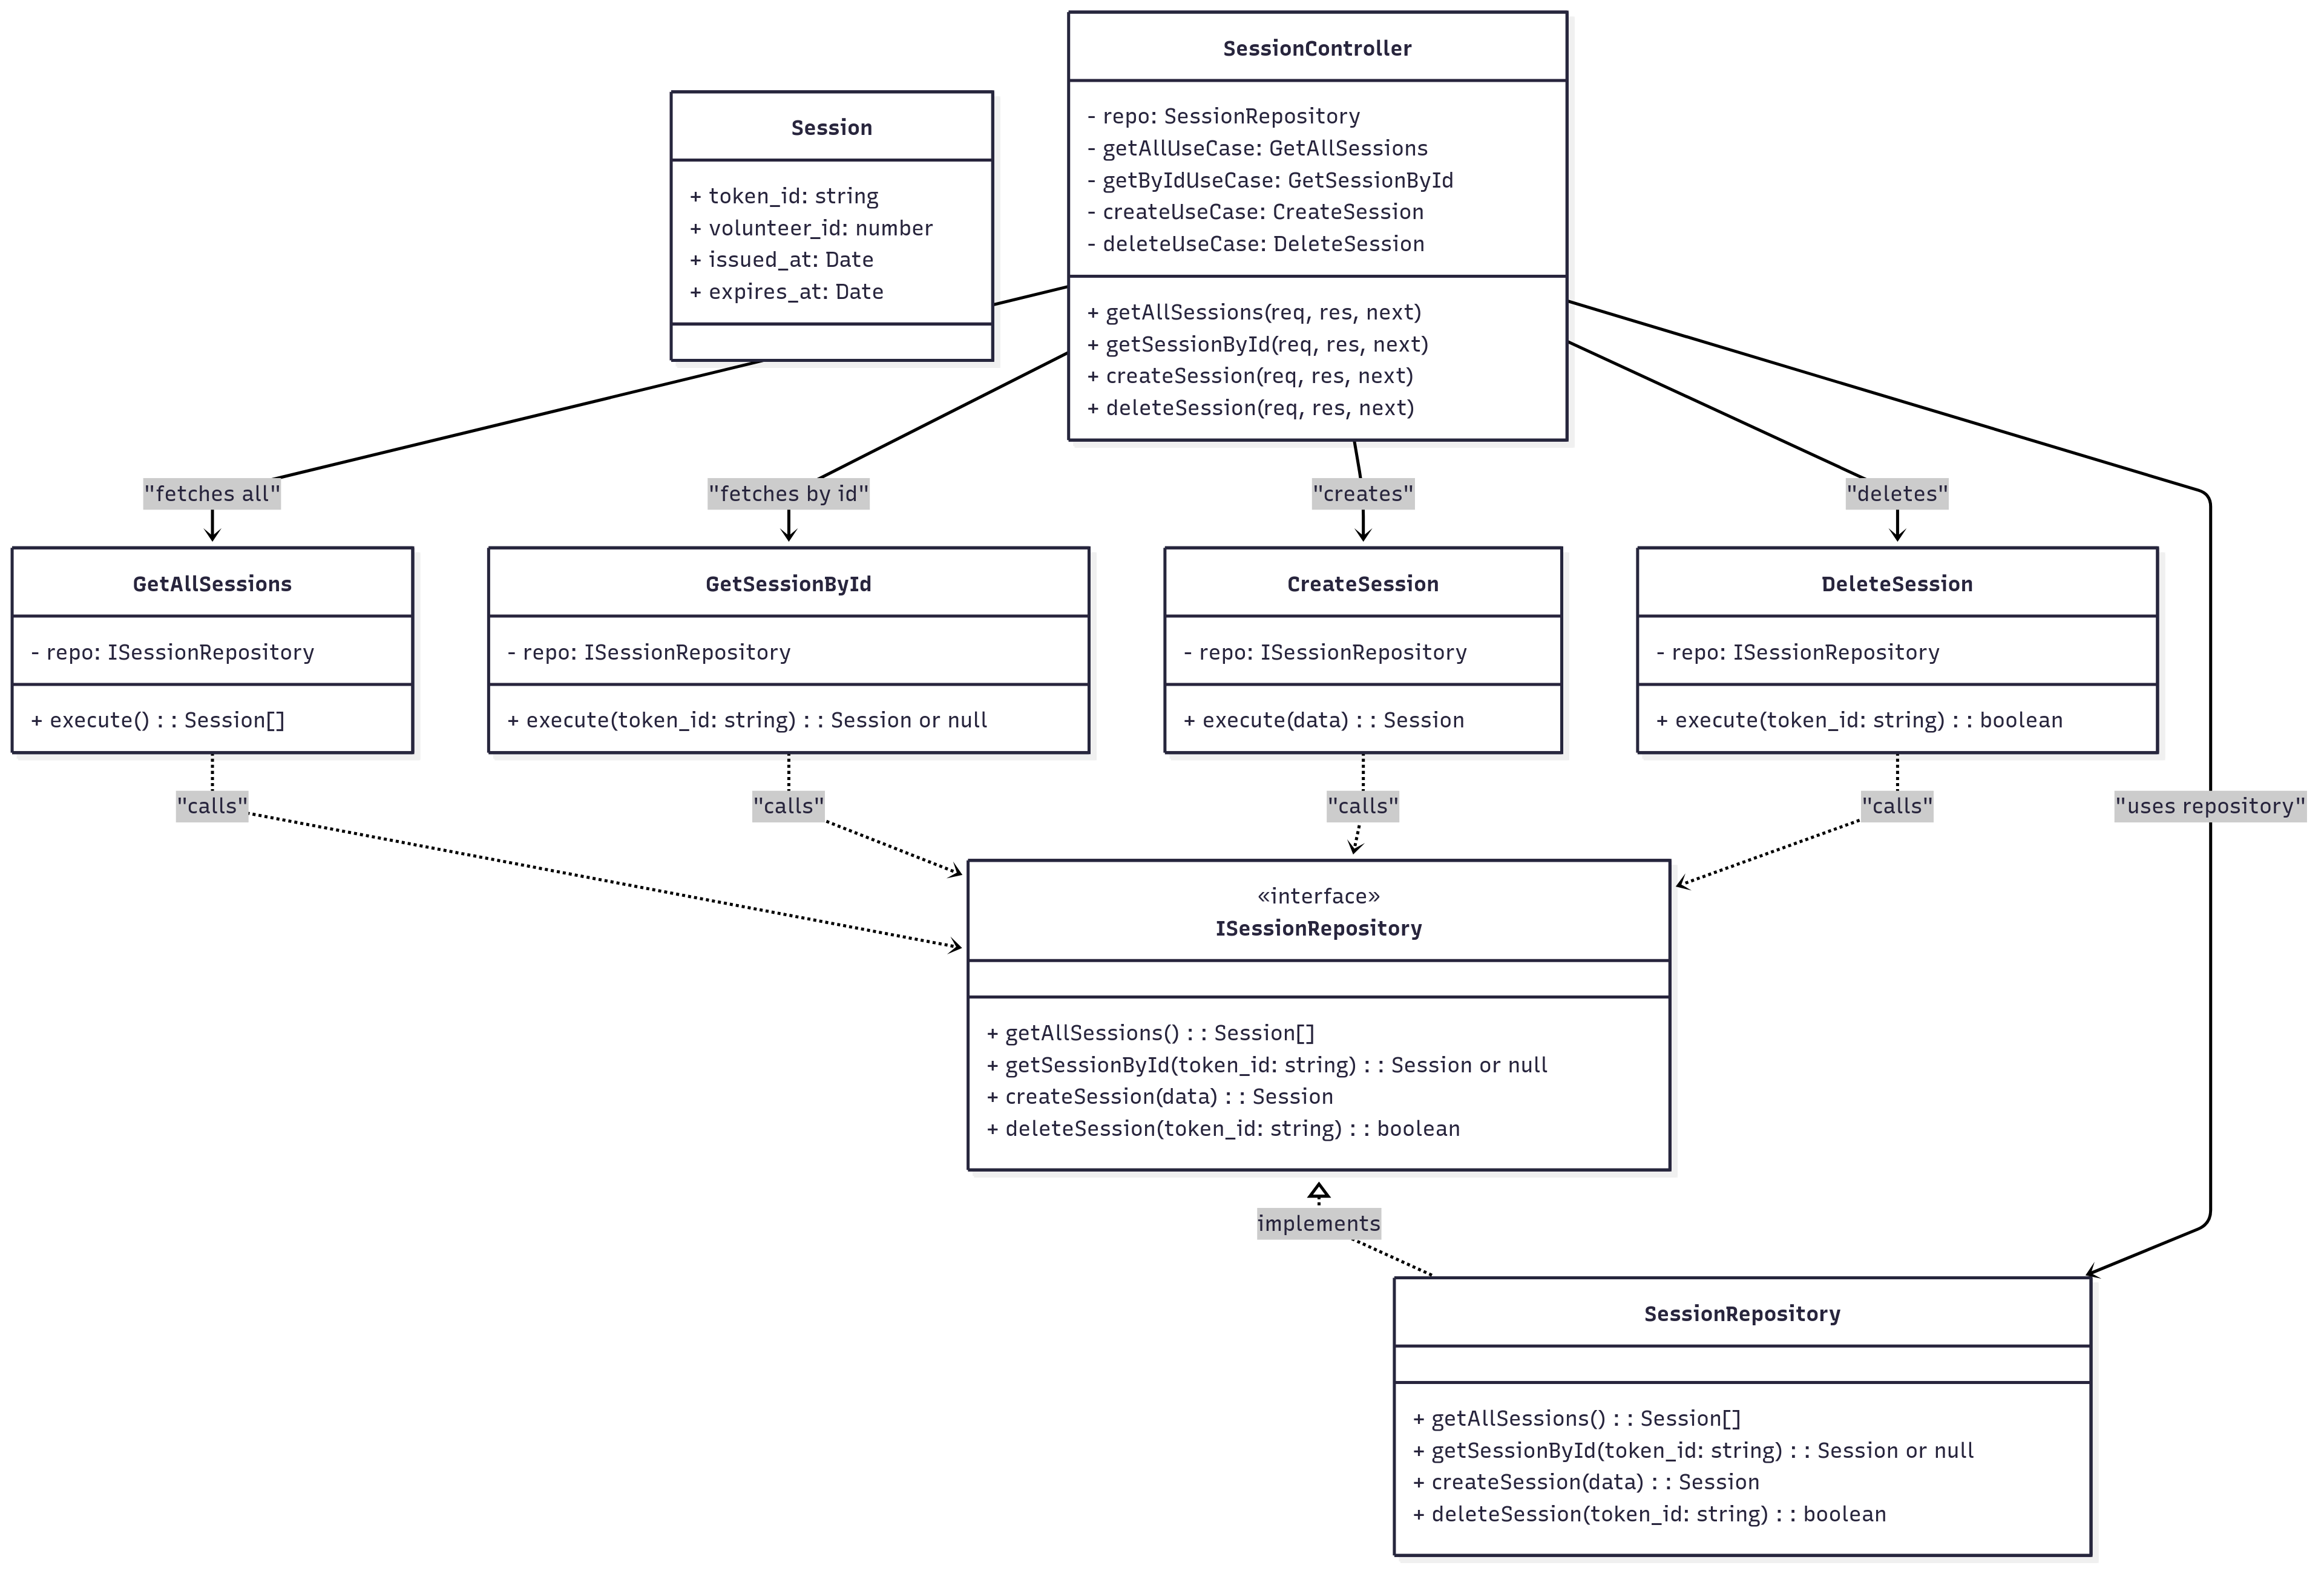 SessionController
- repo: SessionRepository
- getAllUseCase: GetAllSessions
- getByIdUseCase: GetSessionById
- createUseCase: CreateSession
- deleteUseCase: DeleteSession
+ getAllSessions(req, res, next)
+ getSessionById(req, res, next)
+ createSession(req, res, next)
+ deleteSession(req, res, next)
Session
+ token_id: string
+ volunteer_id: number
+ issued_at: Date
+ expires_at: Date
"fetches all"
"fetches by id"
"creates"
"deletes"
GetAllSessions
- repo: ISessionRepository
+ execute() : : Session[]
GetSessionById
- repo: ISessionRepository
+ execute(token_id: string) : : Session or null
CreateSession
- repo: ISessionRepository
+ execute(data) : : Session
DeleteSession
- repo: ISessionRepository
+ execute(token_id: string) : : boolean
"calls"
"calls"
"calls"
"calls"
"uses repository"
«interface»
ISessionRepository
+ getAllSessions() : : Session[]
+ getSessionById(token_id: string) : : Session or null
+ createSession(data) : : Session
+ deleteSession(token_id: string) : : boolean
implements
SessionRepository
+ getAllSessions() : : Session[]
+ getSessionById(token_id: string) : : Session or null
+ createSession(data) : : Session
+ deleteSession(token_id: string) : : boolean